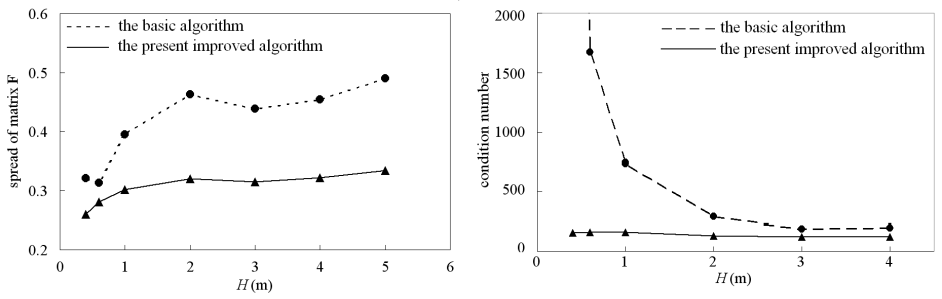 0.6
0.5
0.4
0.3
0.2
0
1
2
3
4
5
6
spread of matrix F
H (m)
the basic algorithm
the present improved algorithm
2000
1500
1000
500
0
0
1
2
3
4
condition number
H (m)
the basic algorithm
the present improved algorithm